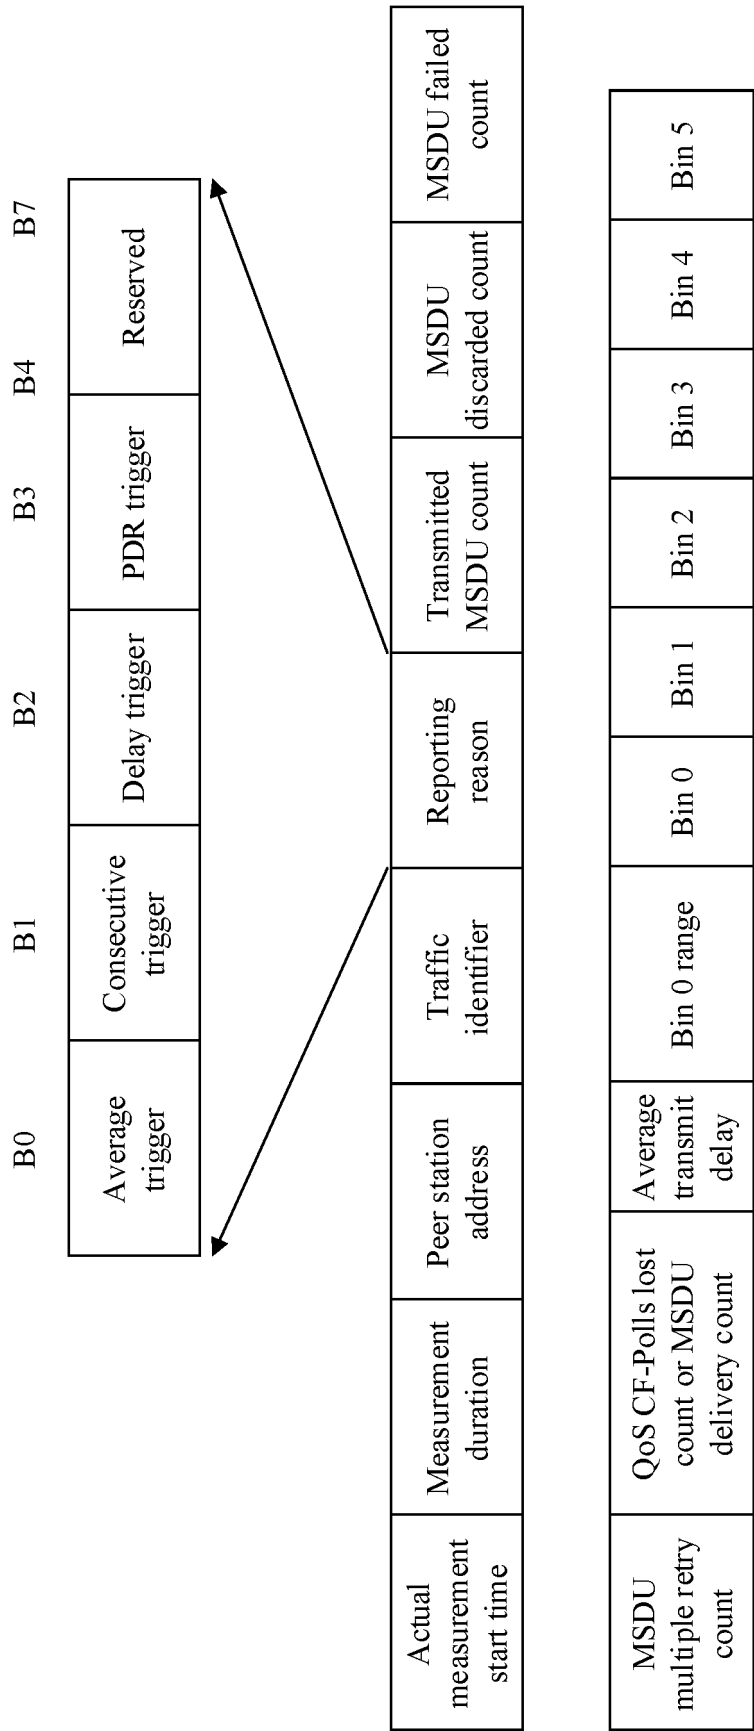 B0 B1 B2 B3 B4 B7
Average
trigger
Consecutive
trigger
Delay trigger
PDR trigger
Reserved
Actual
measurement
start time
Measurement
duration
Peer station
address
Traffic
identifier
Reporting
reason
Transmitted
MSDU count
MSDU
discarded count
MSDU failed
count
MSDU
multiple retry
count
QoS CF-Polls lost
count or MSDU
delivery count
Average
transmit
delay
Bin 0 range
Bin 0
Bin 1
Bin 2
Bin 3
Bin 4
Bin 5